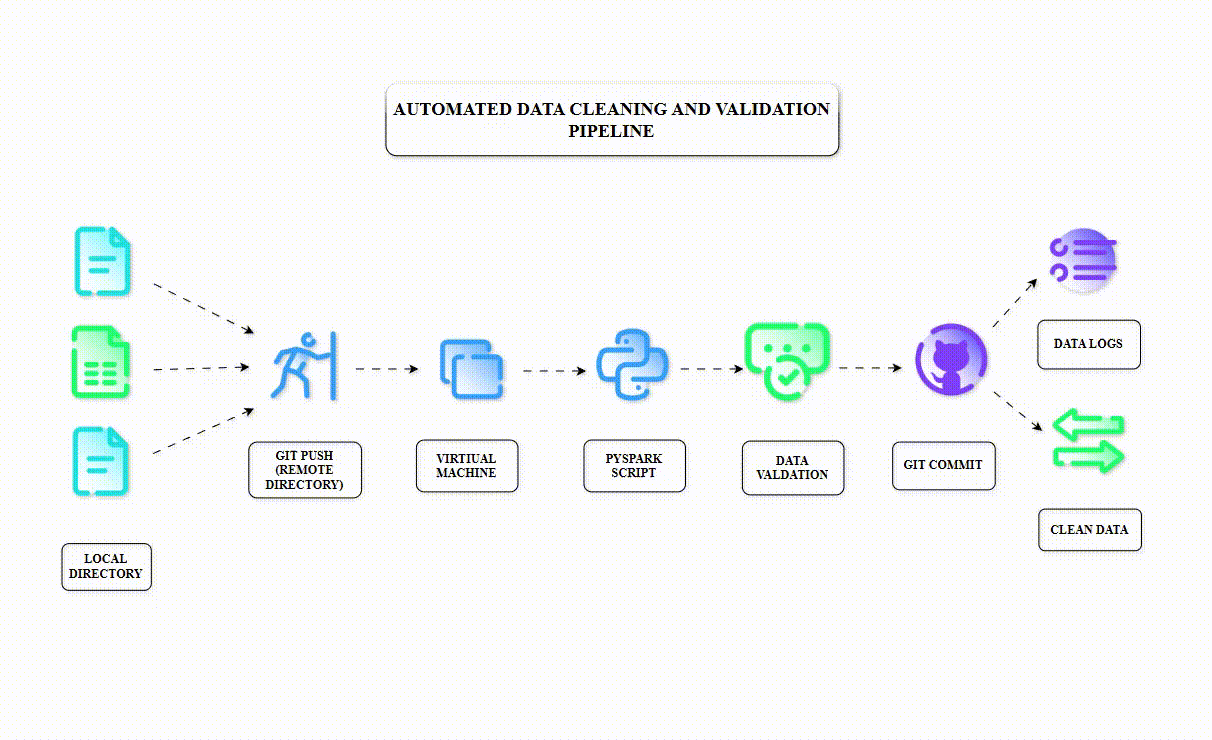 AUTOMATED DATA CLEANING AND VALIDATION
PIPELINE
DATA LOGS
GIT PUSH
(REMOTE
DIRECTORY)
VIRTIUAL
MACHINE
PYSPARK
SCRIPT
DATA
VALDATION
GIT COMMIT
CLEAN DATA
LOCAL
DIRECTORY